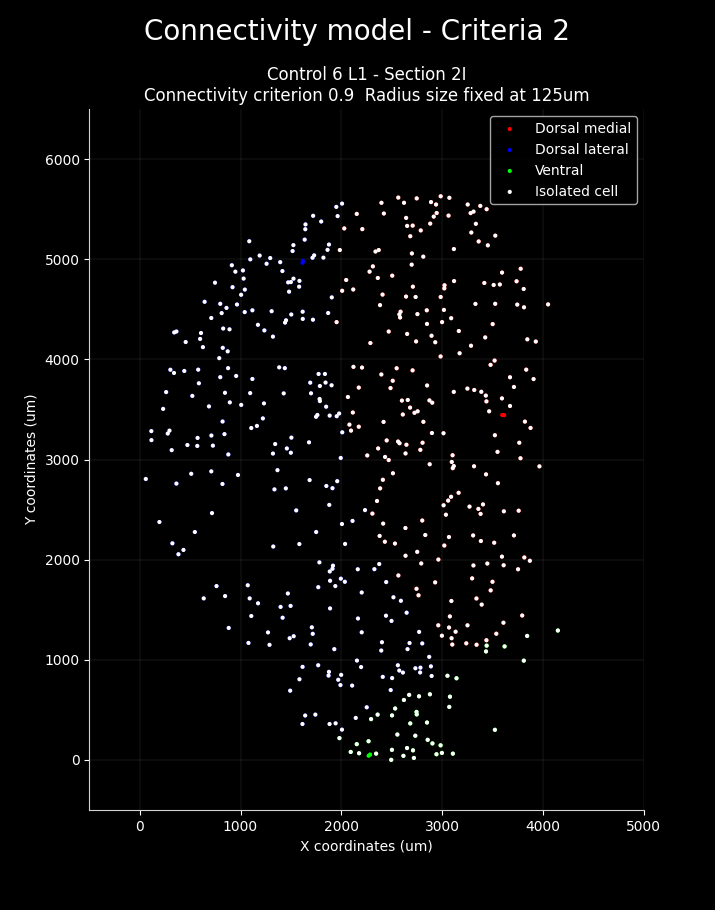 Connectivity model - Criteria 2
Control 6 L1 - Section 2I
Connectivity criterion 0.9  Radius size fixed at 125um
Dorsal medial
Dorsal lateral
Ventral
Isolated cell
6000
5000
4000
3000
2000
1000
0
Y coordinates (um)
0 1000 2000 3000 4000 5000
X coordinates (um)